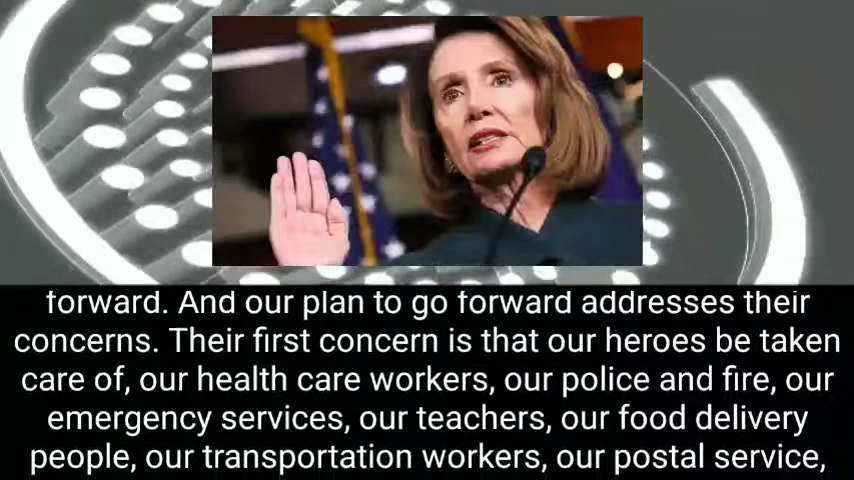 forward. And our plan to go forward addresses their
concerns. Their first concern is that our heroes be taken
care of, our health care workers, our police and fire, our
emergency services, our teachers, our food delivery
people, our transportation workers, our postal service,